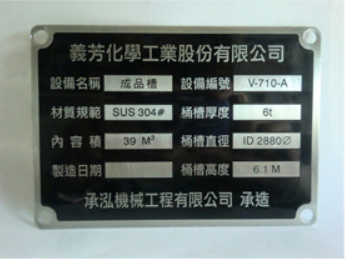 義芳化學工業股份有限公司
設備名稱 成品槽 設備編號 V-710-A
材質規範 SUS 304# 桶槽厚度 6t
內容積 39 M³ 桶槽直徑 ID 2880Ø
製造日期 桶槽高度 6.1 M
承泓機械工程有限公司 承造